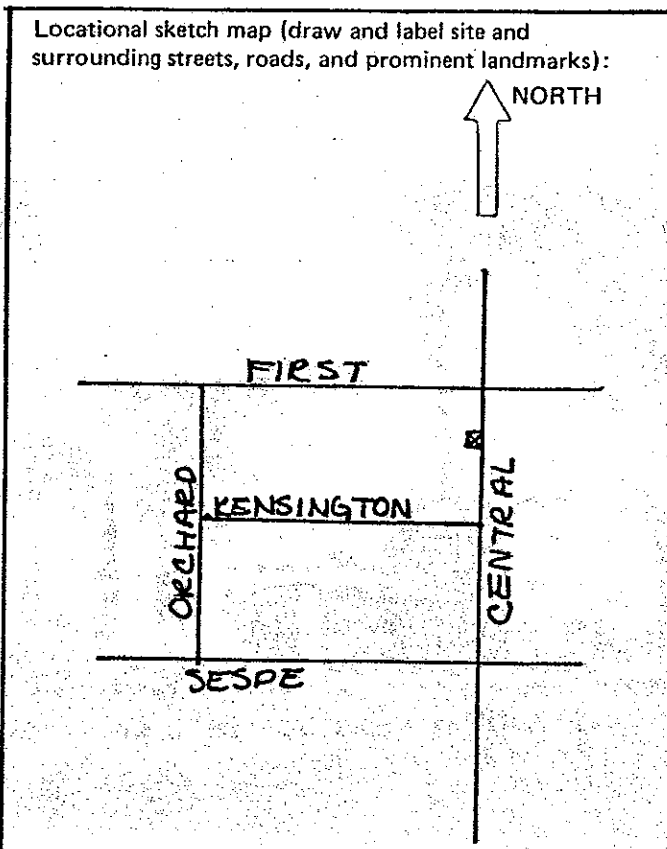 Locational sketch map (draw and label site and
surrounding streets, roads, and prominent landmarks):
NORTH
FIRST
ORCHARD
KENSINGTON
CENTRAL
SESPE